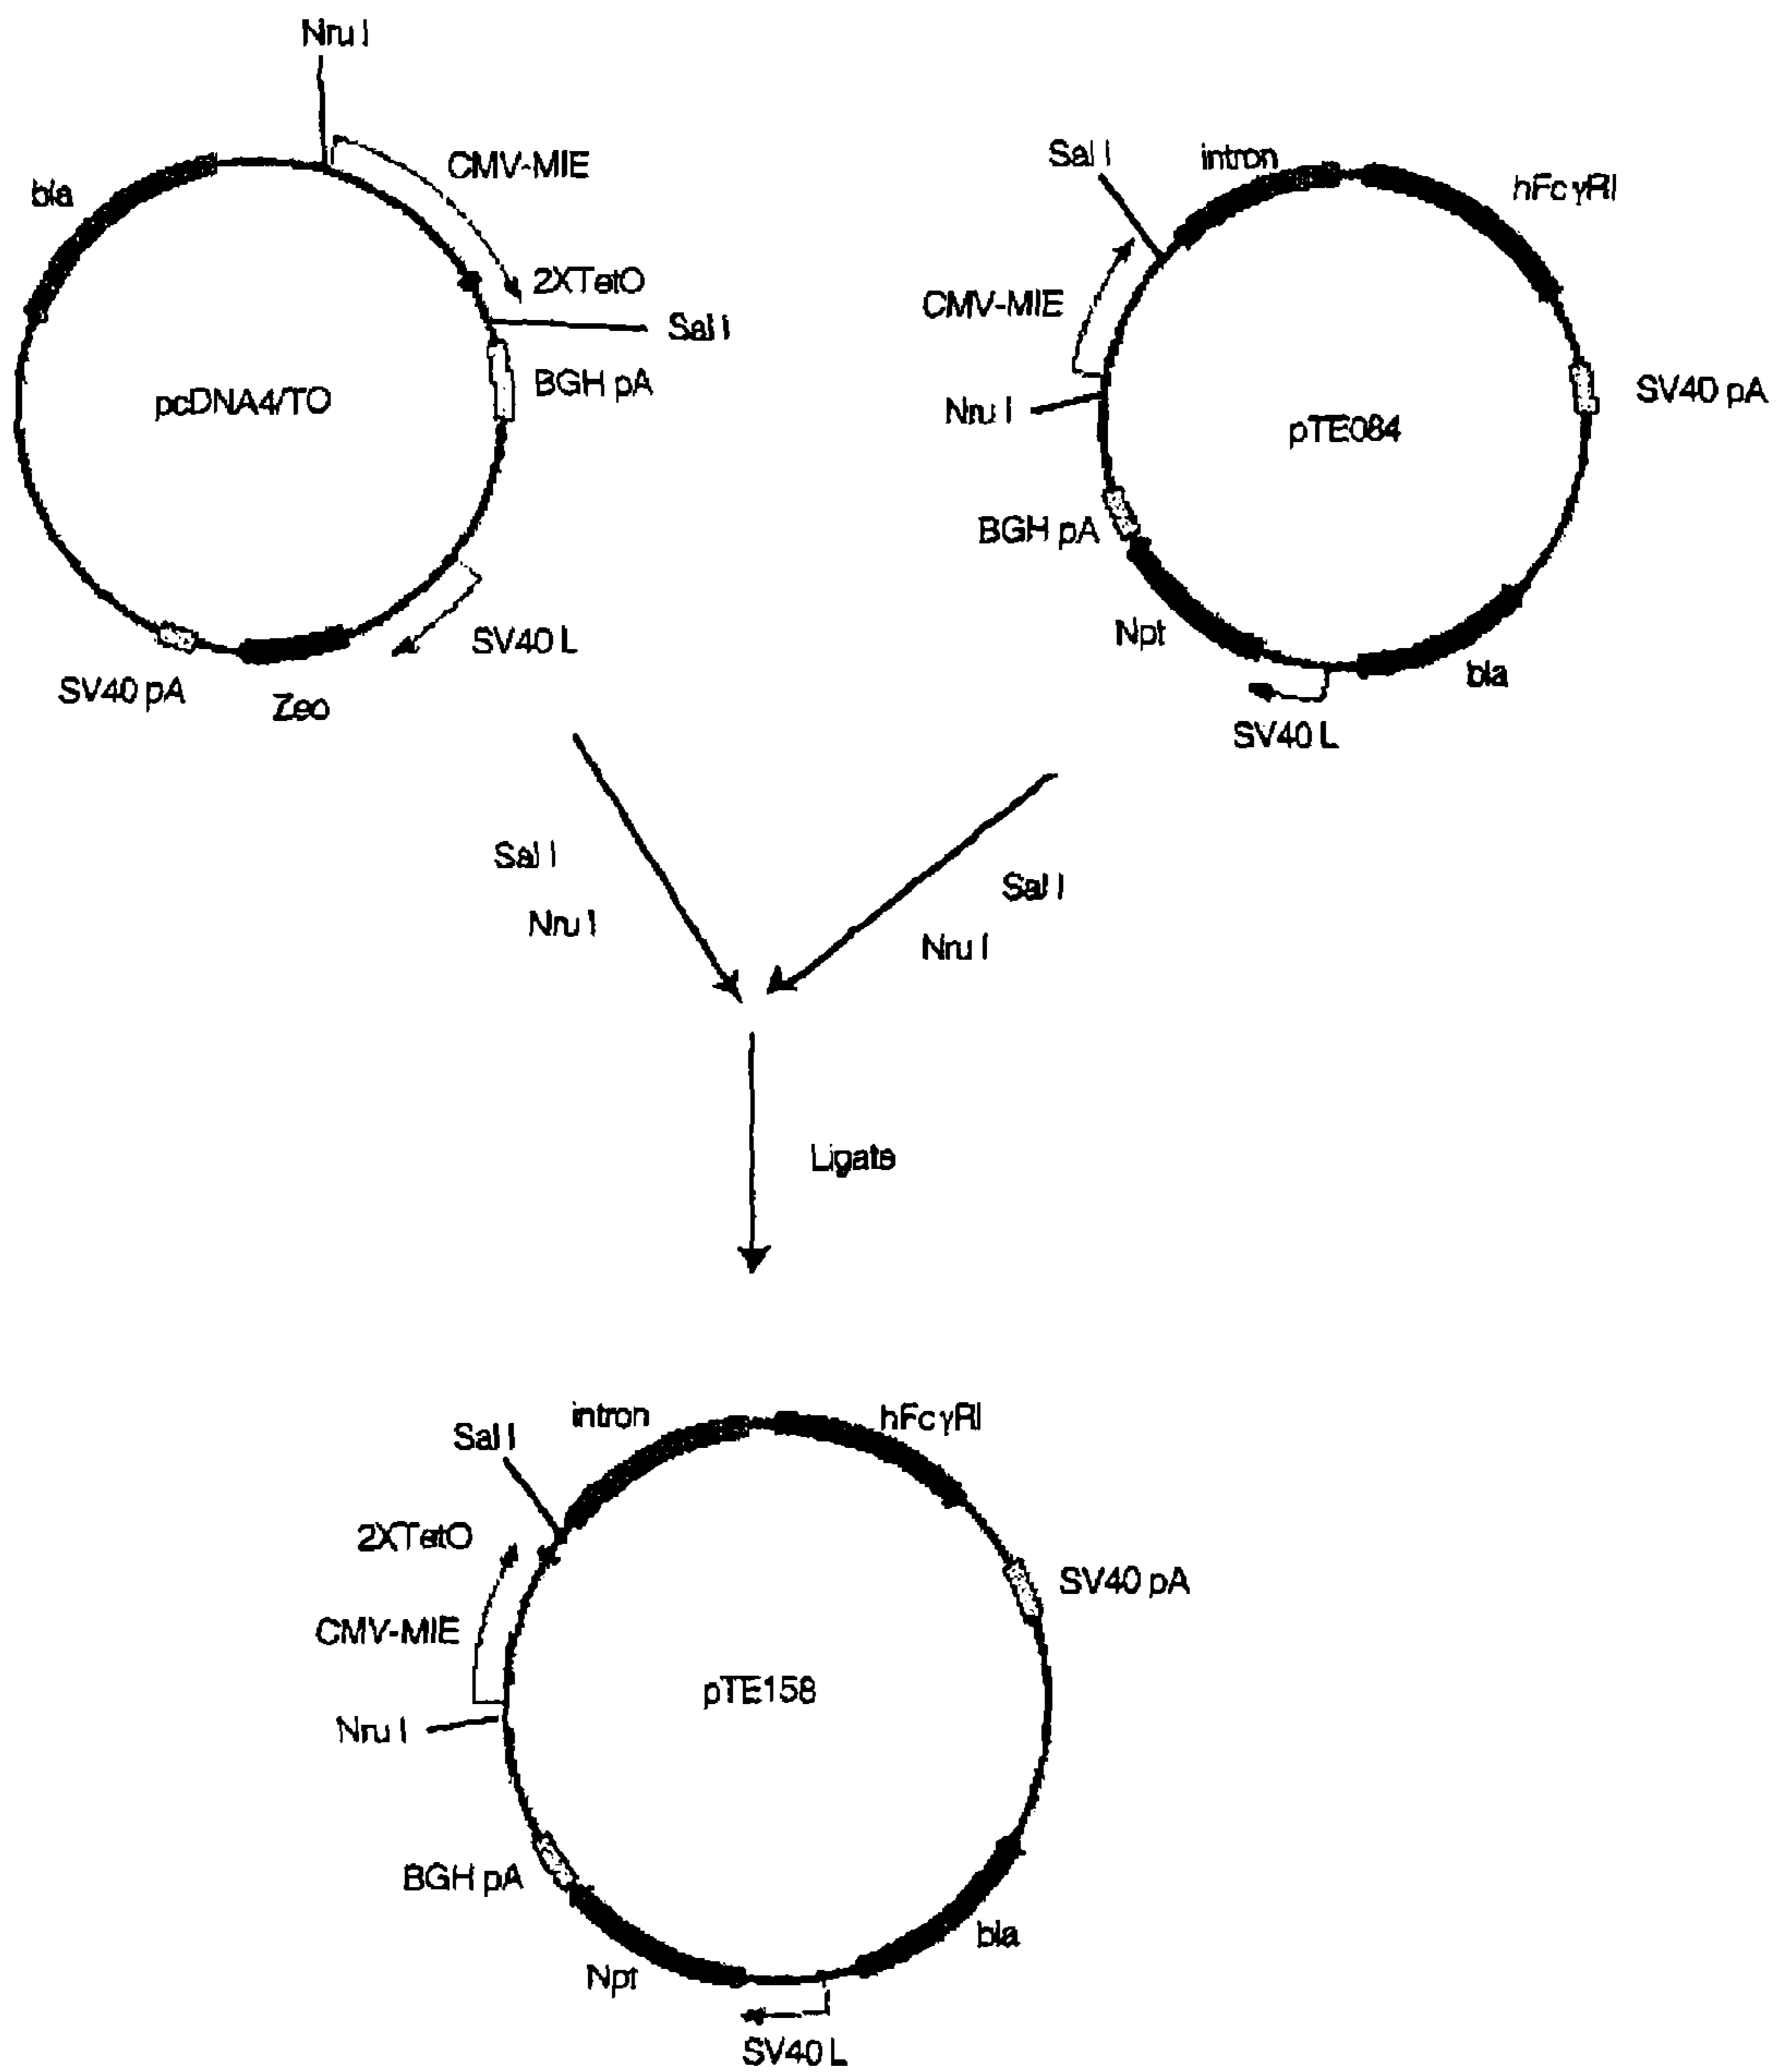 Nru I
CMV-MIE
bla
2XTetO
Sal I
BGH pA
pcDNA4/TO
SV40 L
SV40 pA
Zeo
Sal I
intron
hFcγRI
CMV-MIE
Nru I
SV40 pA
pTE084
BGH pA
Npt
bla
SV40 L
Sal I
Nru I
Sal I
Nru I
Ligate
Sal I
intron
hFcγRI
2XTetO
SV40 pA
CMV-MIE
pTE158
Nru I
BGH pA
bla
Npt
SV40 L